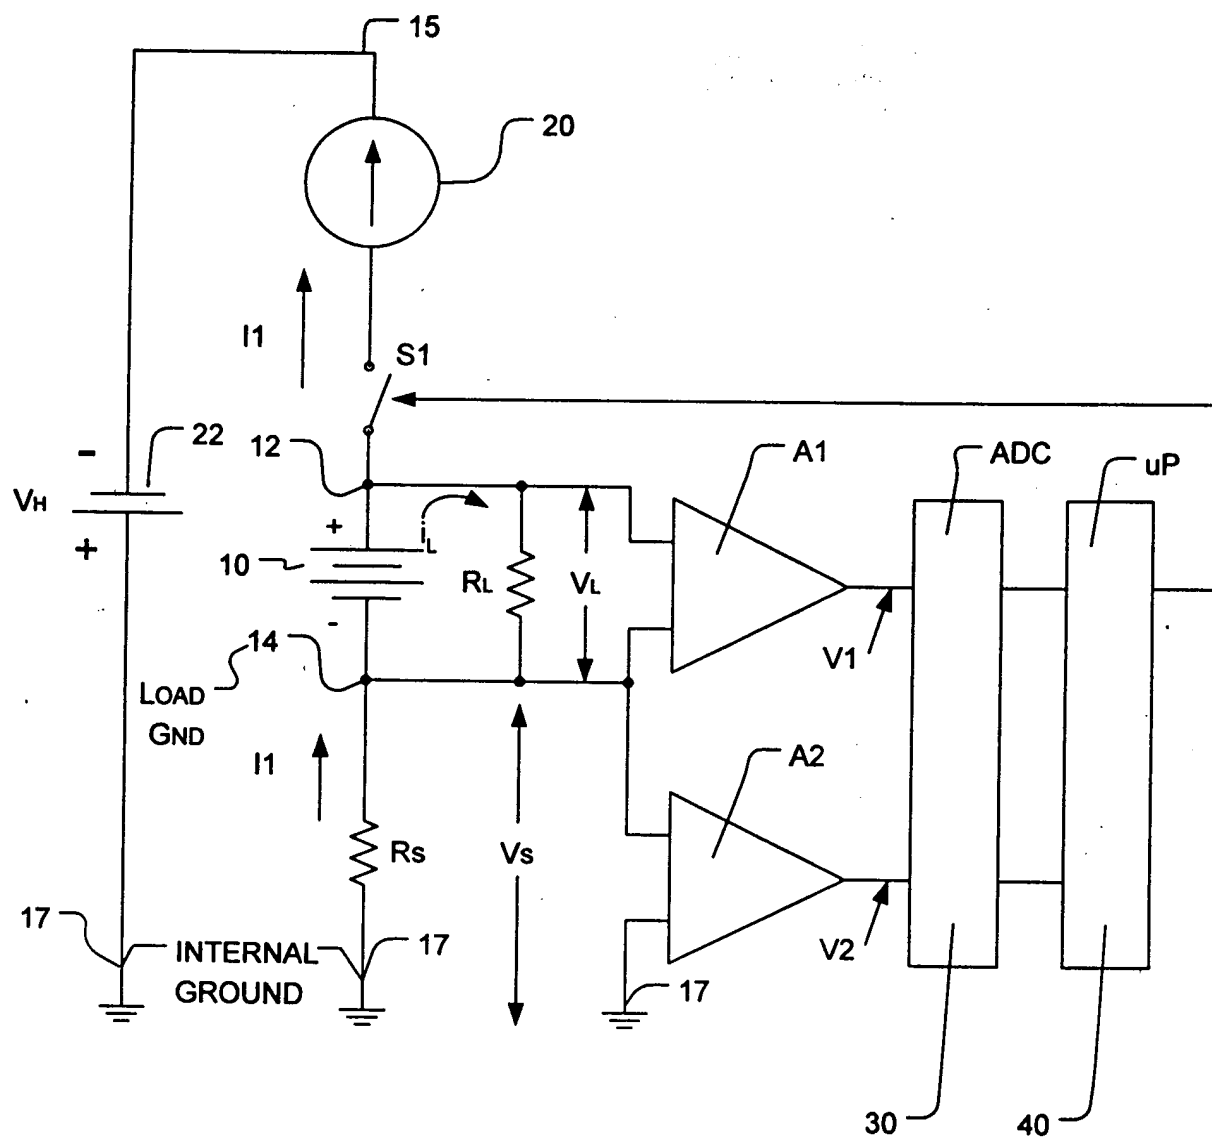 15
20
I1
S1
-
22
12
A1
ADC
uP
VH
+
+
iL
10
RL
VL
-
V1
14
LOAD
GND
I1
A2
RS
VS
17
INTERNAL
GROUND
17
17
V2
30
40